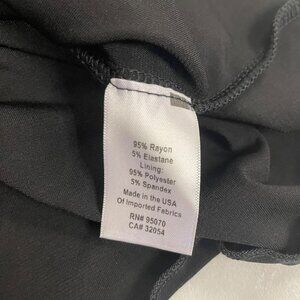 95% Rayon
5% Elastane
Lining:
95% Polyester
5% Spandex
Made in the USA
Of Imported Fabrics
RN# 95070
CA# 32054